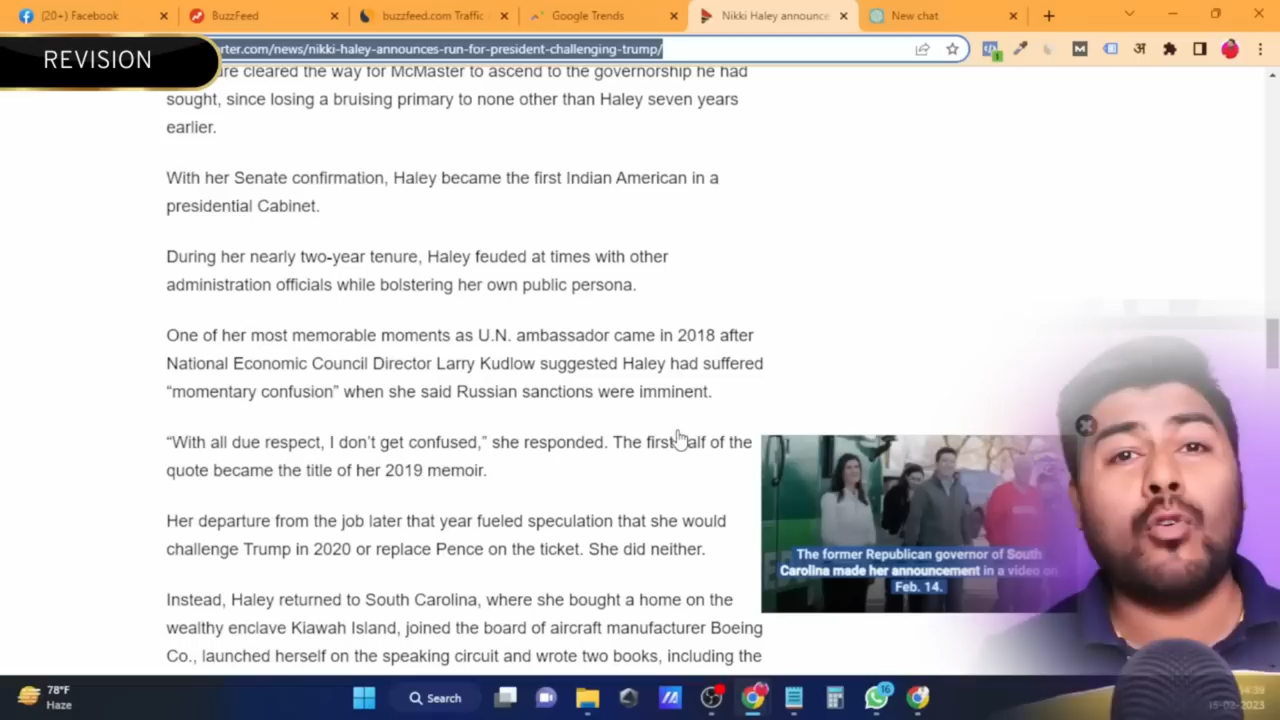 (20+) Facebook
BuzzFeed
buzzfeed.com Traffic
Google Trends
Nikki Haley announce
New chat
REVISION
rter.com/news/nikki-haley-announces-run-for-president-challenging-trump/
cleared the way for McMaster to ascend to the governorship he had
sought, since losing a bruising primary to none other than Haley seven years
earlier.
With her Senate confirmation, Haley became the first Indian American in a
presidential Cabinet.
During her nearly two-year tenure, Haley feuded at times with other
administration officials while bolstering her own public persona.
One of her most memorable moments as U.N. ambassador came in 2018 after
National Economic Council Director Larry Kudlow suggested Haley had suffered
“momentary confusion” when she said Russian sanctions were imminent.
“With all due respect, I don’t get confused,” she responded. The first half of the
quote became the title of her 2019 memoir.
Her departure from the job later that year fueled speculation that she would
challenge Trump in 2020 or replace Pence on the ticket. She did neither.
Instead, Haley returned to South Carolina, where she bought a home on the
wealthy enclave Kiawah Island, joined the board of aircraft manufacturer Boeing
Co., launched herself on the speaking circuit and wrote two books, including the
The former Republican governor of South
Carolina made her announcement in a video on
Feb. 14.
78°F
Haze
Search
16
14:39
15-02-2023